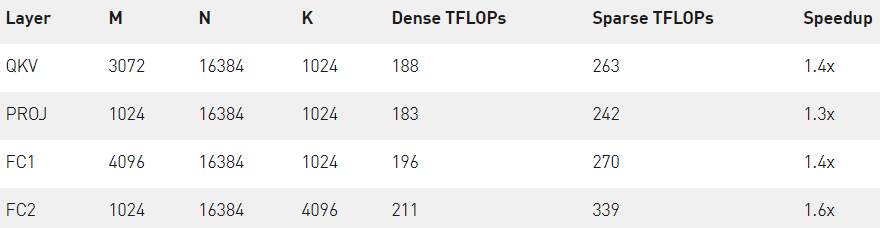 Layer M N K Dense TFLOPs Sparse TFLOPs Speedup
QKV 3072 16384 1024 188 263 1.4x
PROJ 1024 16384 1024 183 242 1.3x
FC1 4096 16384 1024 196 270 1.4x
FC2 1024 16384 4096 211 339 1.6x